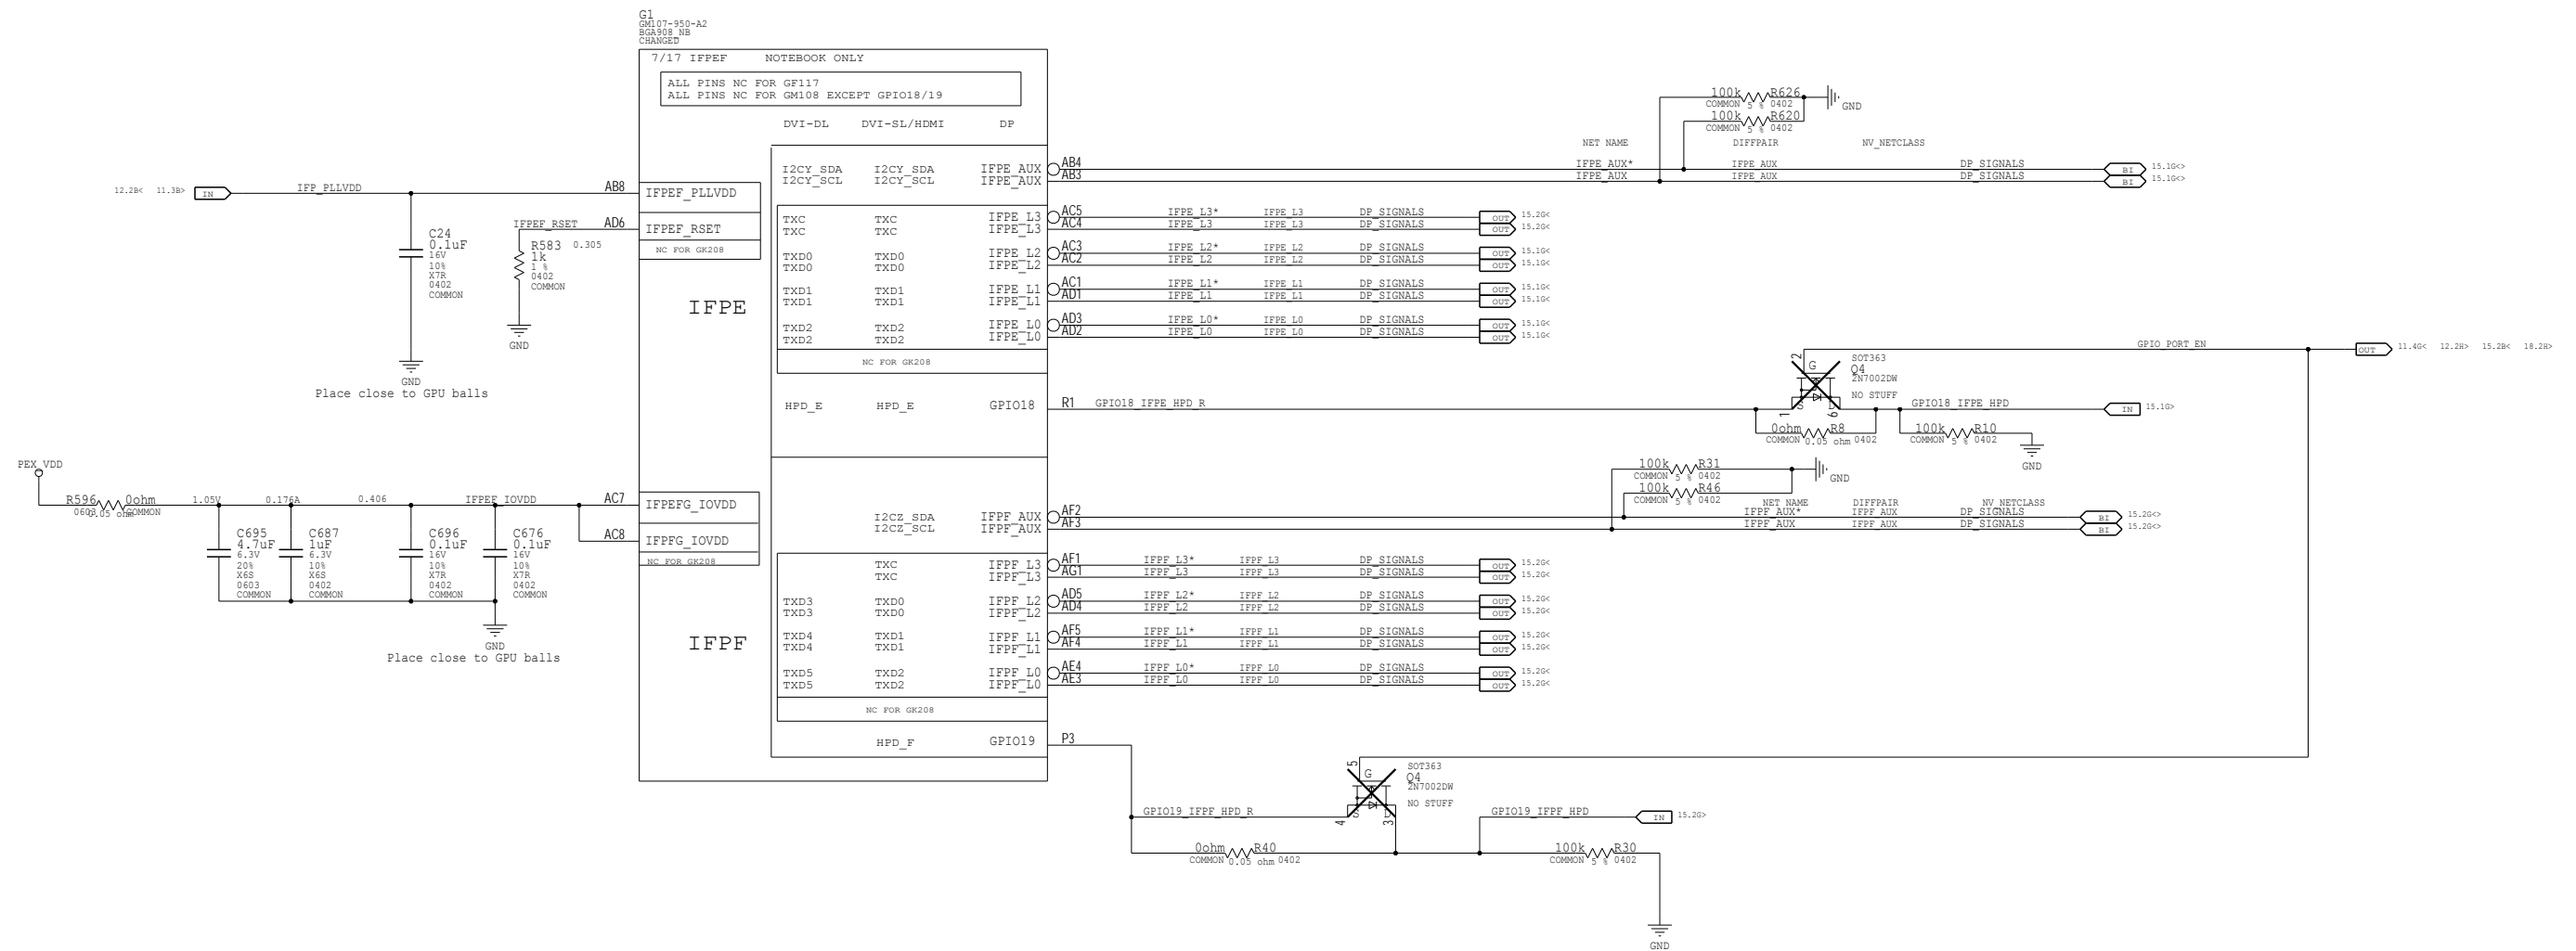 G1
GM107-950-A2
BGA908_NB
CHANGED
7/17 IFPEF NOTEBOOK ONLY
ALL PINS NC FOR GF117
ALL PINS NC FOR GM108 EXCEPT GPIO18/19
DVI-DL DVI-SL/HDMI DP
100k R626
COMMON 5 % 0402
GND
100k R620
COMMON 5 % 0402
NET NAME DIFFPAIR NV_NETCLASS
I2CY_SDA I2CY_SDA IFPE_AUX AB4 IFPE_AUX* IFPE_AUX DP_SIGNALS BI 15.1G<>
I2CY_SCL I2CY_SCL IFPE_AUX AB3 IFPE_AUX IFPE_AUX DP_SIGNALS BI 15.1G<>
12.2B< 11.3B> IN IFP_PLLVDD AB8 IFPEF_PLLVDD
IFPEF_RSET AD6 IFPEF_RSET
NC FOR GK208
C24
0.1uF
16V
10%
X7R
0402
COMMON
GND
Place close to GPU balls
R583 0.305
1k
1 %
0402
COMMON
GND
IFPE
TXC TXC IFPE_L3 AC5 IFPE_L3* IFPE_L3 DP_SIGNALS OUT 15.2G<
TXC TXC IFPE_L3 AC4 IFPE_L3 IFPE_L3 DP_SIGNALS OUT 15.2G<
TXD0 TXD0 IFPE_L2 AC3 IFPE_L2* IFPE_L2 DP_SIGNALS OUT 15.1G<
TXD0 TXD0 IFPE_L2 AC2 IFPE_L2 IFPE_L2 DP_SIGNALS OUT 15.1G<
TXD1 TXD1 IFPE_L1 AC1 IFPE_L1* IFPE_L1 DP_SIGNALS OUT 15.1G<
TXD1 TXD1 IFPE_L1 AD1 IFPE_L1 IFPE_L1 DP_SIGNALS OUT 15.1G<
TXD2 TXD2 IFPE_L0 AD3 IFPE_L0* IFPE_L0 DP_SIGNALS OUT 15.1G<
TXD2 TXD2 IFPE_L0 AD2 IFPE_L0 IFPE_L0 DP_SIGNALS OUT 15.1G<
NC FOR GK208
GPIO_PORT_EN OUT 11.4G< 12.2H> 15.2B< 18.2H>
2 G SOT363
Q4
2N7002DW
NO STUFF
HPD_E HPD_E GPIO18 R1 GPIO18_IFPE_HPD_R 1 S D 6 GPIO18_IFPE_HPD IN 15.1G>
0ohm R8
COMMON 0.05 ohm 0402
100k R10
COMMON 5 % 0402
GND
PEX_VDD
R596 0ohm 1.05V 0.176A 0.406 IFPEF_IOVDD AC7 IFPEFG_IOVDD
0603 0.05 ohm COMMON
AC8 IFPFG_IOVDD
NC FOR GK208
C695
4.7uF
6.3V
20%
X6S
0603
COMMON
C687
1uF
6.3V
10%
X6S
0402
COMMON
C696
0.1uF
16V
10%
X7R
0402
COMMON
C676
0.1uF
16V
10%
X7R
0402
COMMON
GND
Place close to GPU balls
100k R31
COMMON 5 % 0402
GND
100k R46
COMMON 5 % 0402
NET NAME DIFFPAIR NV_NETCLASS
I2CZ_SDA IFPF_AUX AF2 IFPF_AUX* IFPF_AUX DP_SIGNALS BI 15.2G<>
I2CZ_SCL IFPF_AUX AF3 IFPF_AUX IFPF_AUX DP_SIGNALS BI 15.2G<>
IFPF
TXC IFPF_L3 AF1 IFPF_L3* IFPF_L3 DP_SIGNALS OUT 15.2G<
TXC IFPF_L3 AG1 IFPF_L3 IFPF_L3 DP_SIGNALS OUT 15.2G<
TXD3 TXD0 IFPF_L2 AD5 IFPF_L2* IFPF_L2 DP_SIGNALS OUT 15.2G<
TXD3 TXD0 IFPF_L2 AD4 IFPF_L2 IFPF_L2 DP_SIGNALS OUT 15.2G<
TXD4 TXD1 IFPF_L1 AF5 IFPF_L1* IFPF_L1 DP_SIGNALS OUT 15.2G<
TXD4 TXD1 IFPF_L1 AF4 IFPF_L1 IFPF_L1 DP_SIGNALS OUT 15.2G<
TXD5 TXD2 IFPF_L0 AE4 IFPF_L0* IFPF_L0 DP_SIGNALS OUT 15.2G<
TXD5 TXD2 IFPF_L0 AE3 IFPF_L0 IFPF_L0 DP_SIGNALS OUT 15.2G<
NC FOR GK208
HPD_F GPIO19 P3
5 G SOT363
Q4
2N7002DW
NO STUFF
GPIO19_IFPF_HPD_R 4 S D 3 GPIO19_IFPF_HPD IN 15.2G>
0ohm R40
COMMON 0.05 ohm 0402
100k R30
COMMON 5 % 0402
GND